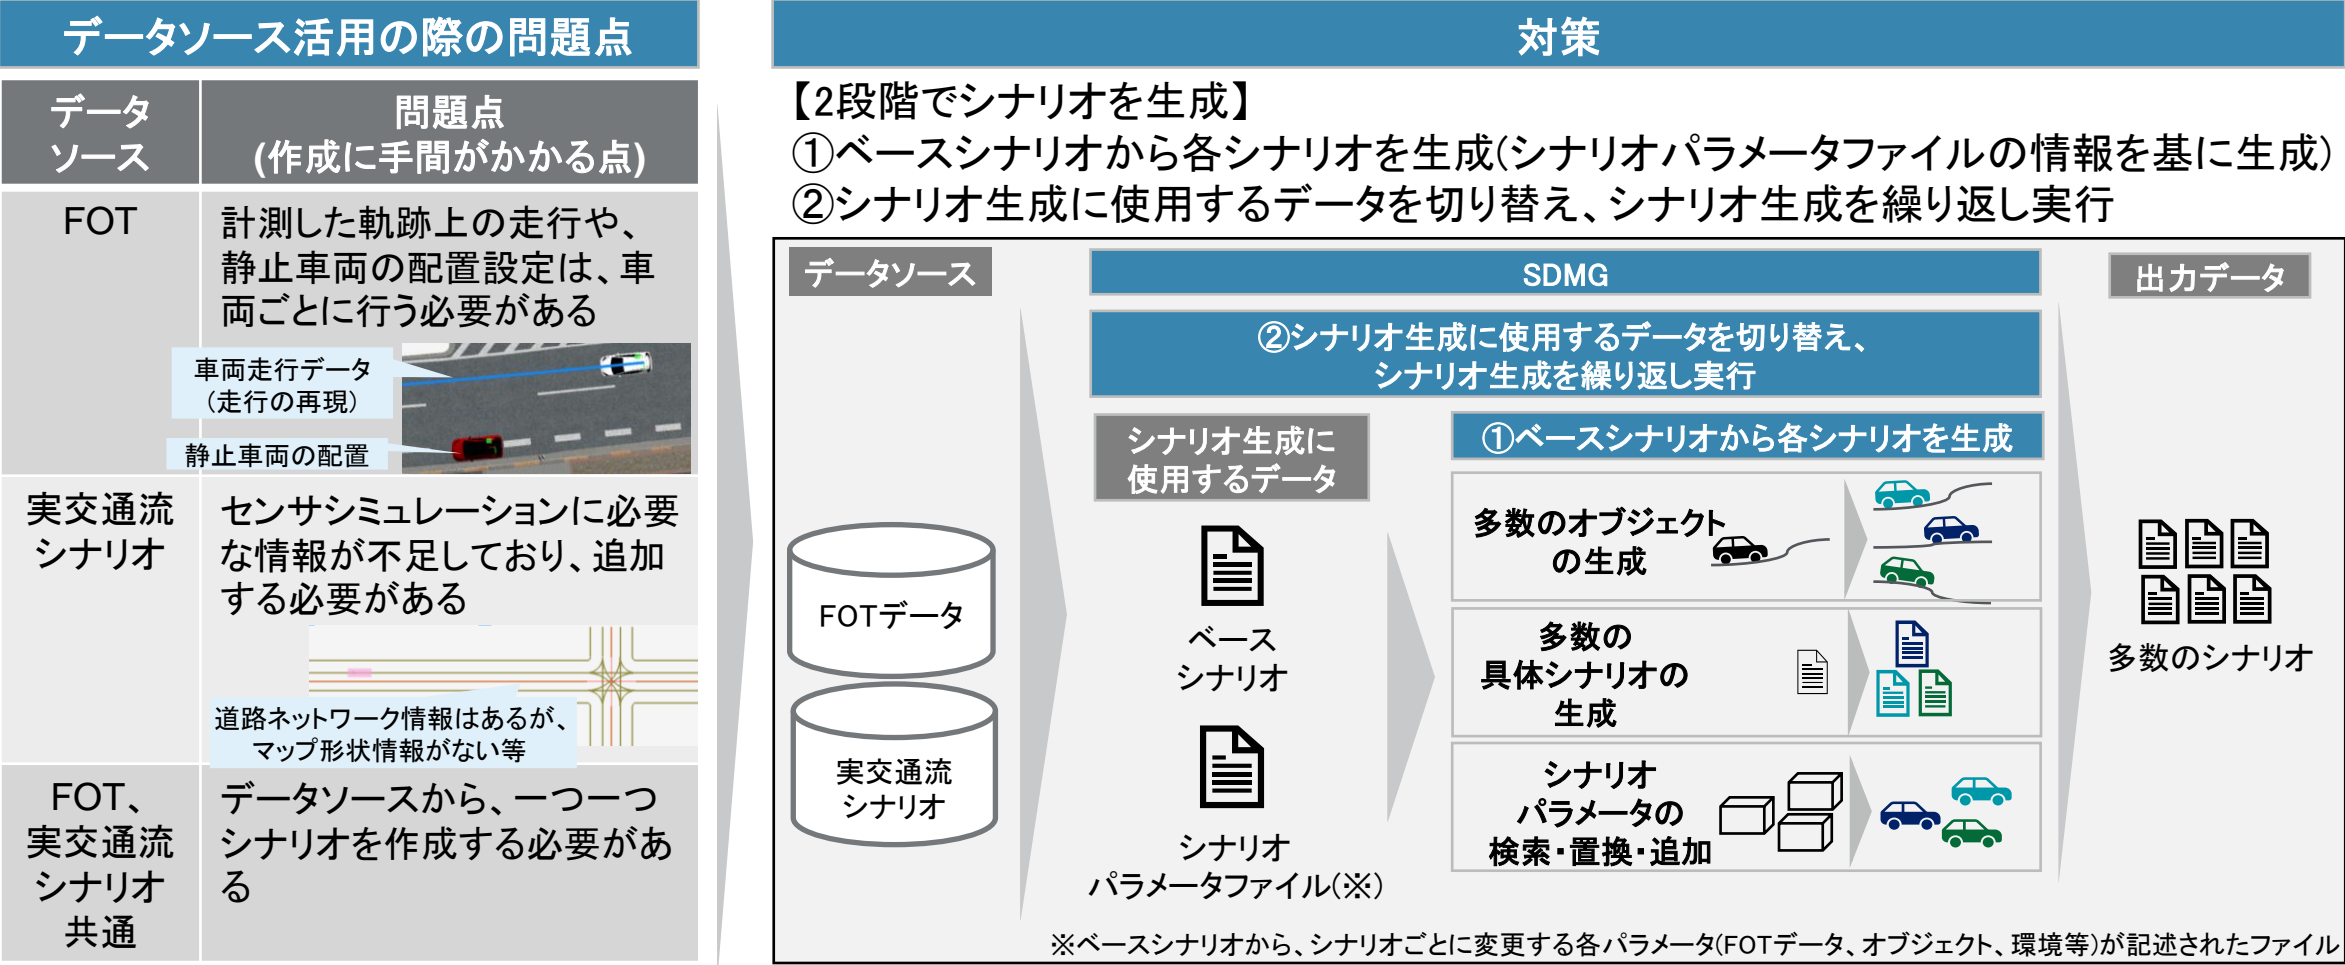 データソース活用の際の問題点
データ
ソース
問題点
(作成に手間がかかる点)
FOT
計測した軌跡上の走行や、
静止車両の配置設定は、車
両ごとに行う必要がある
車両走行データ
(走行の再現)
静止車両の配置
実交通流
シナリオ
センサシミュレーションに必要
な情報が不足しており、追加
する必要がある
道路ネットワーク情報はあるが、
マップ形状情報がない等
FOT、
実交通流
シナリオ
共通
データソースから、一つ一つ
シナリオを作成する必要があ
る
対策
【2段階でシナリオを生成】
①ベースシナリオから各シナリオを生成(シナリオパラメータファイルの情報を基に生成)
②シナリオ生成に使用するデータを切り替え、シナリオ生成を繰り返し実行
データソース
FOTデータ
実交通流
シナリオ
SDMG
②シナリオ生成に使用するデータを切り替え、
シナリオ生成を繰り返し実行
シナリオ生成に
使用するデータ
ベース
シナリオ
シナリオ
パラメータファイル(※)
①ベースシナリオから各シナリオを生成
多数のオブジェクト
の生成
多数の
具体シナリオの
生成
シナリオ
パラメータの
検索・置換・追加
出力データ
多数のシナリオ
※ベースシナリオから、シナリオごとに変更する各パラメータ(FOTデータ、オブジェクト、環境等)が記述されたファイル